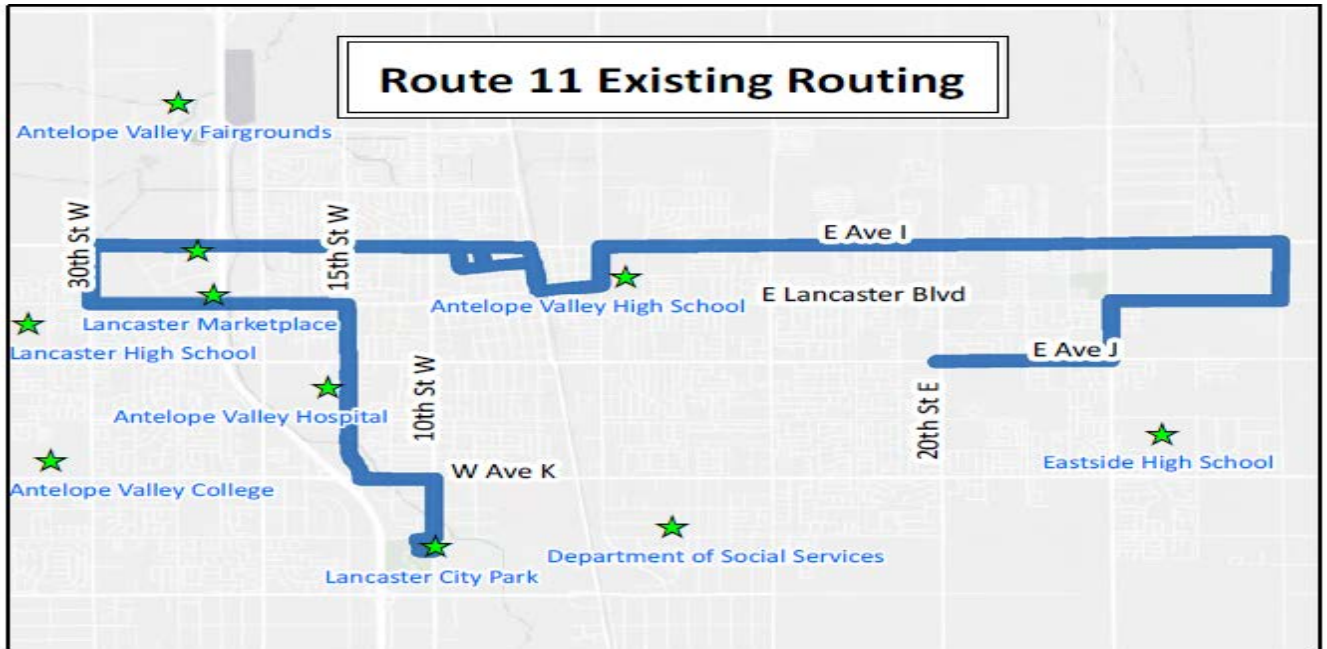 Route 11 Existing Routing
Antelope Valley Fairgrounds
30th St W
15th St W
E Ave I
Antelope Valley High School
E Lancaster Blvd
Lancaster Marketplace
Lancaster High School
E Ave J
10th St W
20th St E
Antelope Valley Hospital
W Ave K
Eastside High School
Antelope Valley College
Department of Social Services
Lancaster City Park